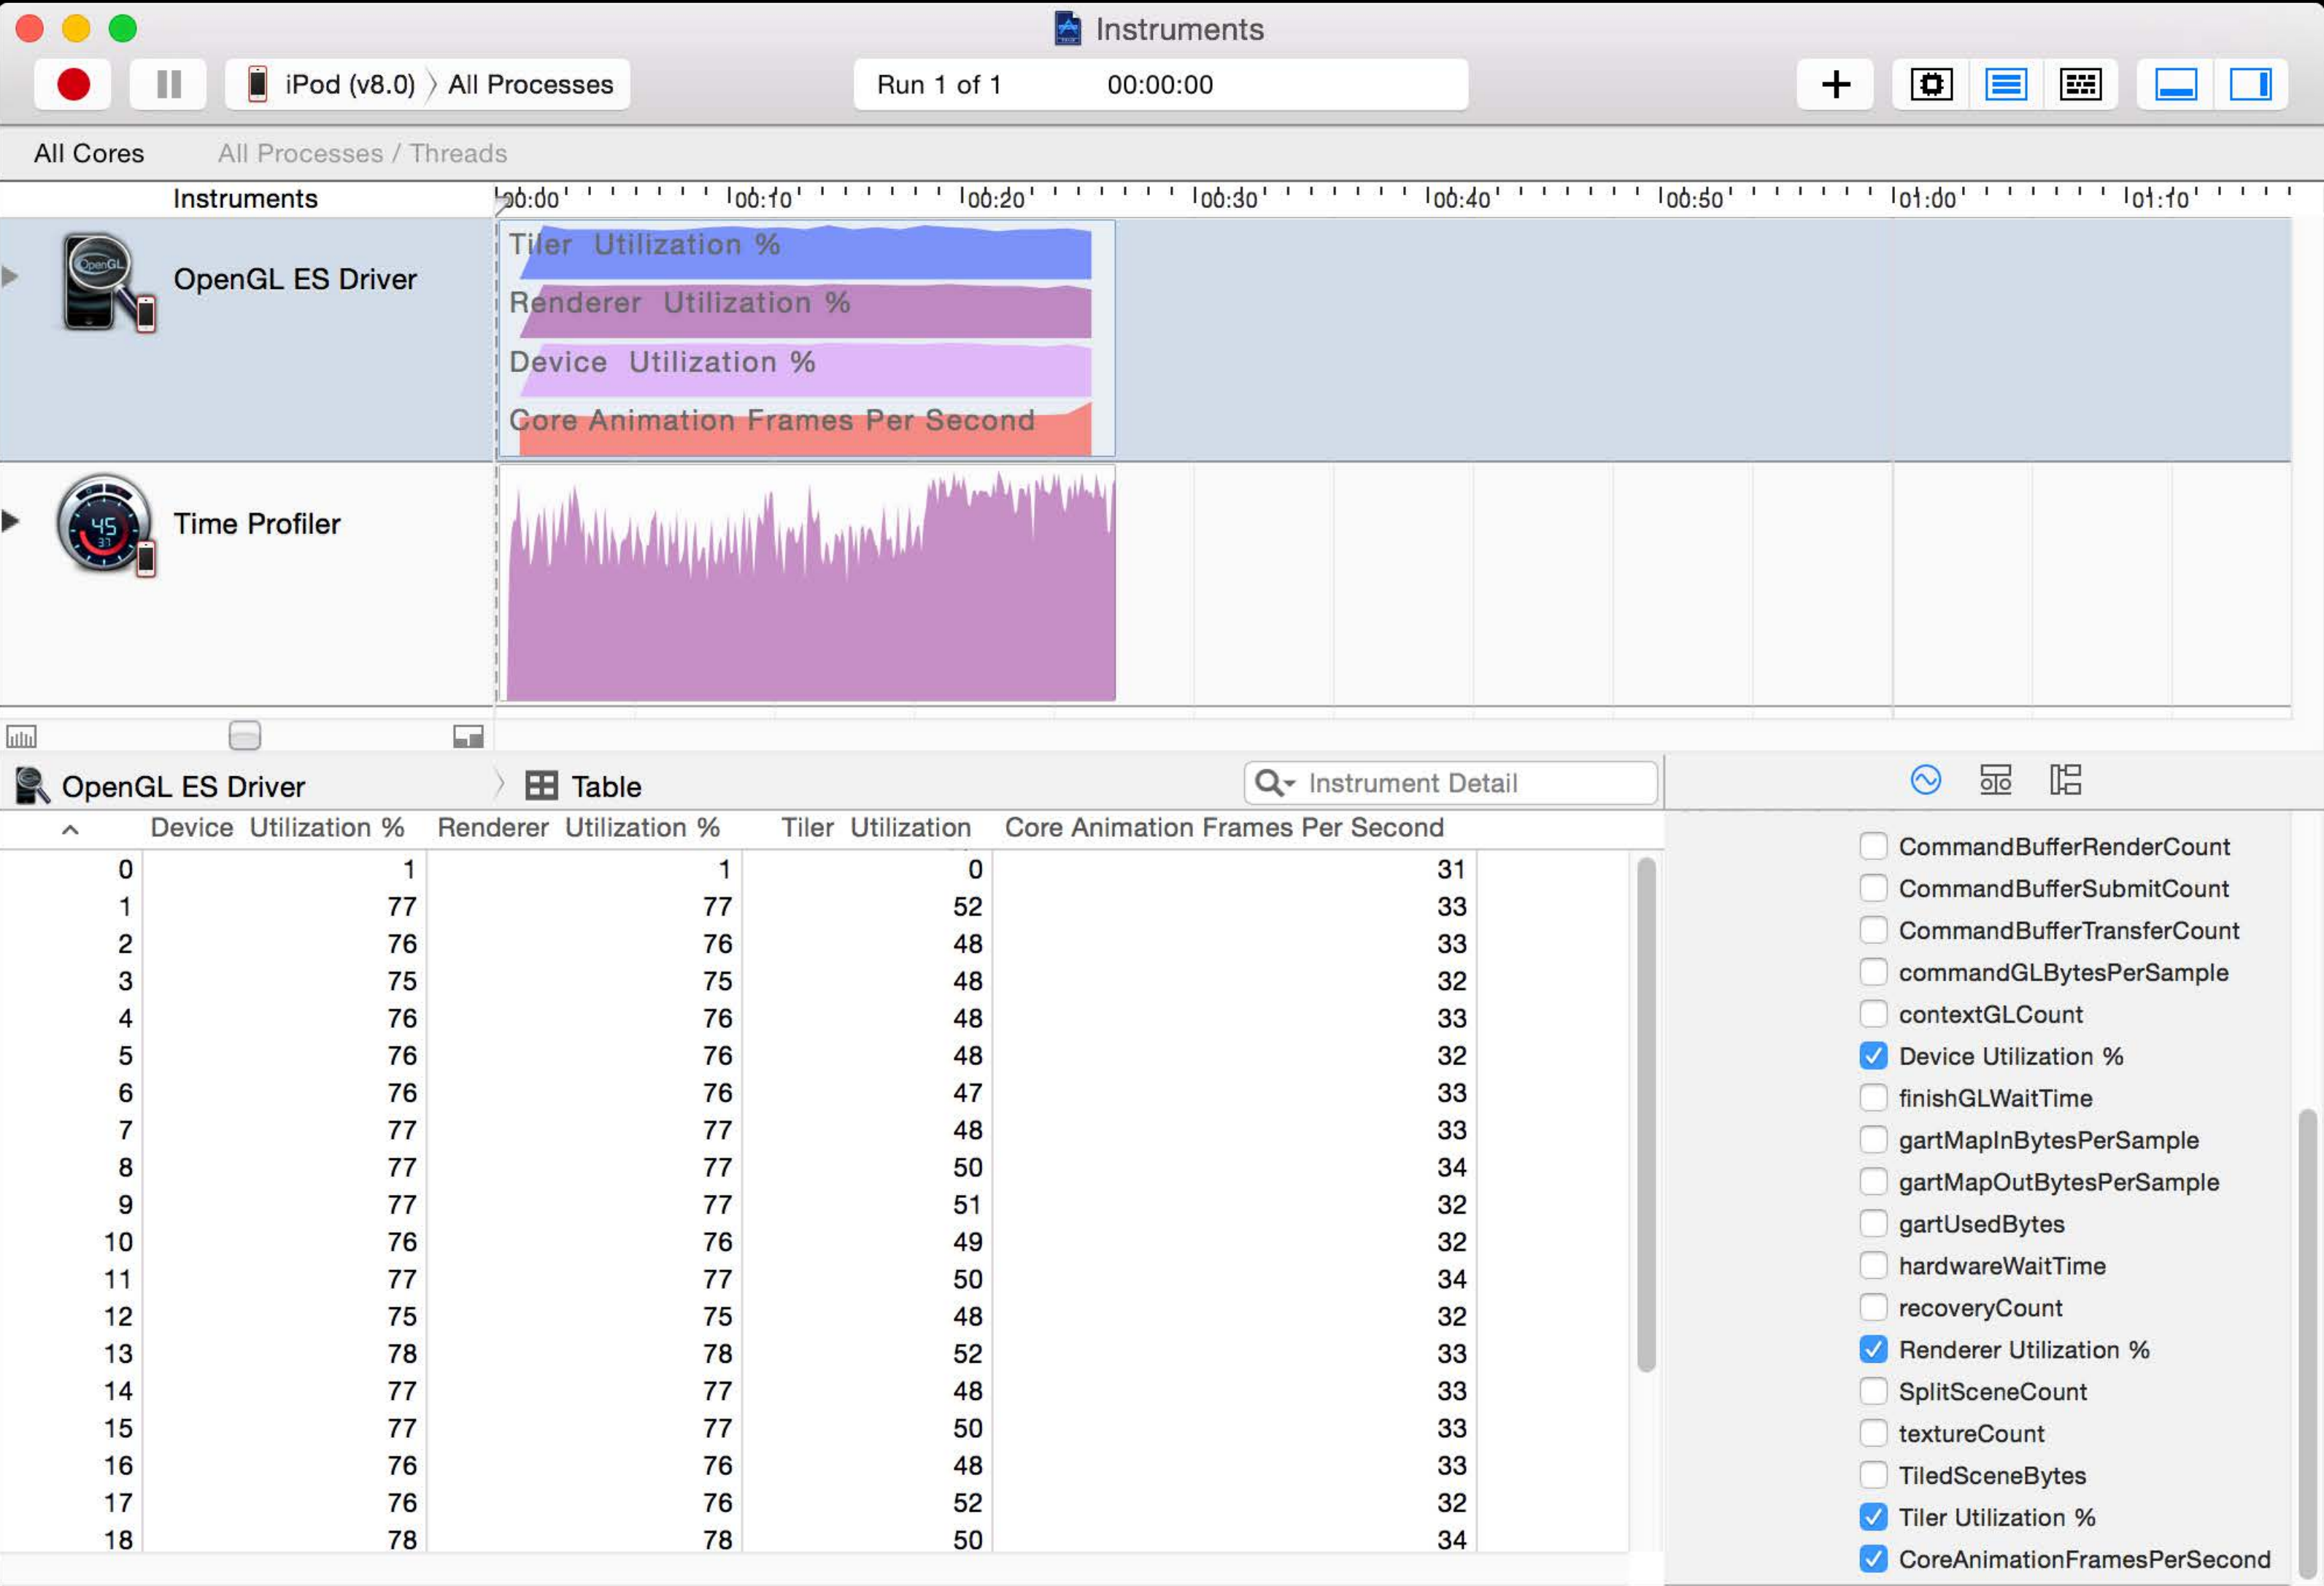 Instruments
iPod (v8.0) 〉 All Processes
Run 1 of 1 00:00:00
All Cores All Processes / Threads
Instruments 00:00 00:10 00:20 00:30 00:40 00:50 01:00 01:10
OpenGL
OpenGL ES Driver
Tiler Utilization %
Renderer Utilization %
Device Utilization %
Core Animation Frames Per Second
45
37
Time Profiler
OpenGL ES Driver 〉 Table Instrument Detail
Device Utilization % Renderer Utilization % Tiler Utilization Core Animation Frames Per Second
0 1 1 0 31
1 77 77 52 33
2 76 76 48 33
3 75 75 48 32
4 76 76 48 33
5 76 76 48 32
6 76 76 47 33
7 77 77 48 33
8 77 77 50 34
9 77 77 51 32
10 76 76 49 32
11 77 77 50 34
12 75 75 48 32
13 78 78 52 33
14 77 77 48 33
15 77 77 50 33
16 76 76 48 33
17 76 76 52 32
18 78 78 50 34
CommandBufferRenderCount
CommandBufferSubmitCount
CommandBufferTransferCount
commandGLBytesPerSample
contextGLCount
Device Utilization %
finishGLWaitTime
gartMapInBytesPerSample
gartMapOutBytesPerSample
gartUsedBytes
hardwareWaitTime
recoveryCount
Renderer Utilization %
SplitSceneCount
textureCount
TiledSceneBytes
Tiler Utilization %
CoreAnimationFramesPerSecond